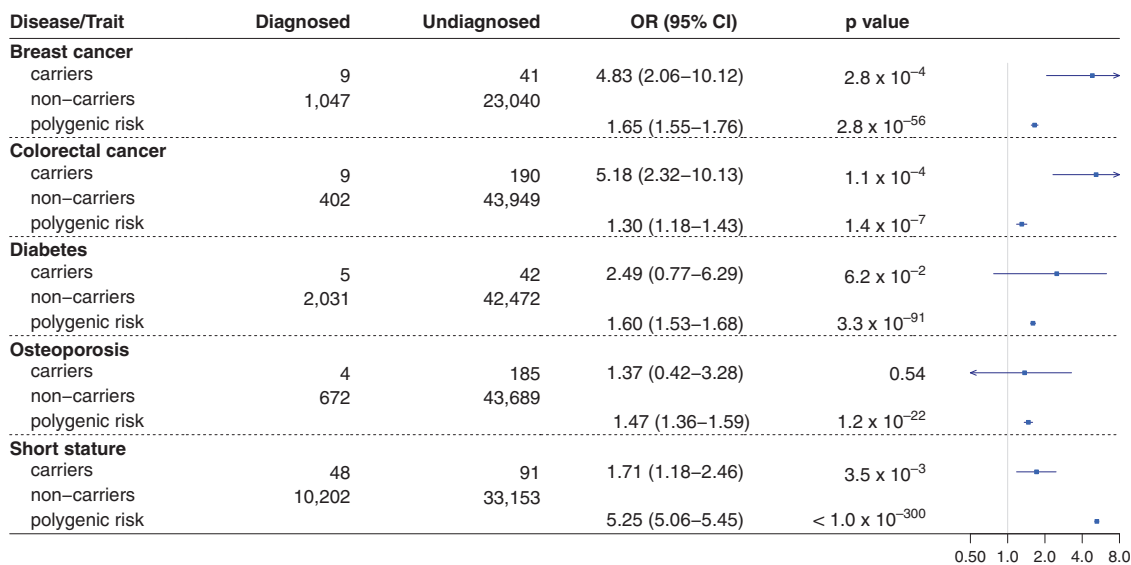 Disease/Trait Diagnosed Undiagnosed OR (95% CI) p value
Breast cancer
carriers 9 41 4.83 (2.06−10.12) 2.8 x 10⁻⁴
non−carriers 1,047 23,040
polygenic risk 1.65 (1.55−1.76) 2.8 x 10⁻⁵⁶
Colorectal cancer
carriers 9 190 5.18 (2.32−10.13) 1.1 x 10⁻⁴
non−carriers 402 43,949
polygenic risk 1.30 (1.18−1.43) 1.4 x 10⁻⁷
Diabetes
carriers 5 42 2.49 (0.77−6.29) 6.2 x 10⁻²
non−carriers 2,031 42,472
polygenic risk 1.60 (1.53−1.68) 3.3 x 10⁻⁹¹
Osteoporosis
carriers 4 185 1.37 (0.42−3.28) 0.54
non−carriers 672 43,689
polygenic risk 1.47 (1.36−1.59) 1.2 x 10⁻²²
Short stature
carriers 48 91 1.71 (1.18−2.46) 3.5 x 10⁻³
non−carriers 10,202 33,153
polygenic risk 5.25 (5.06−5.45) < 1.0 x 10⁻³⁰⁰
0.50 1.0 2.0 4.0 8.0